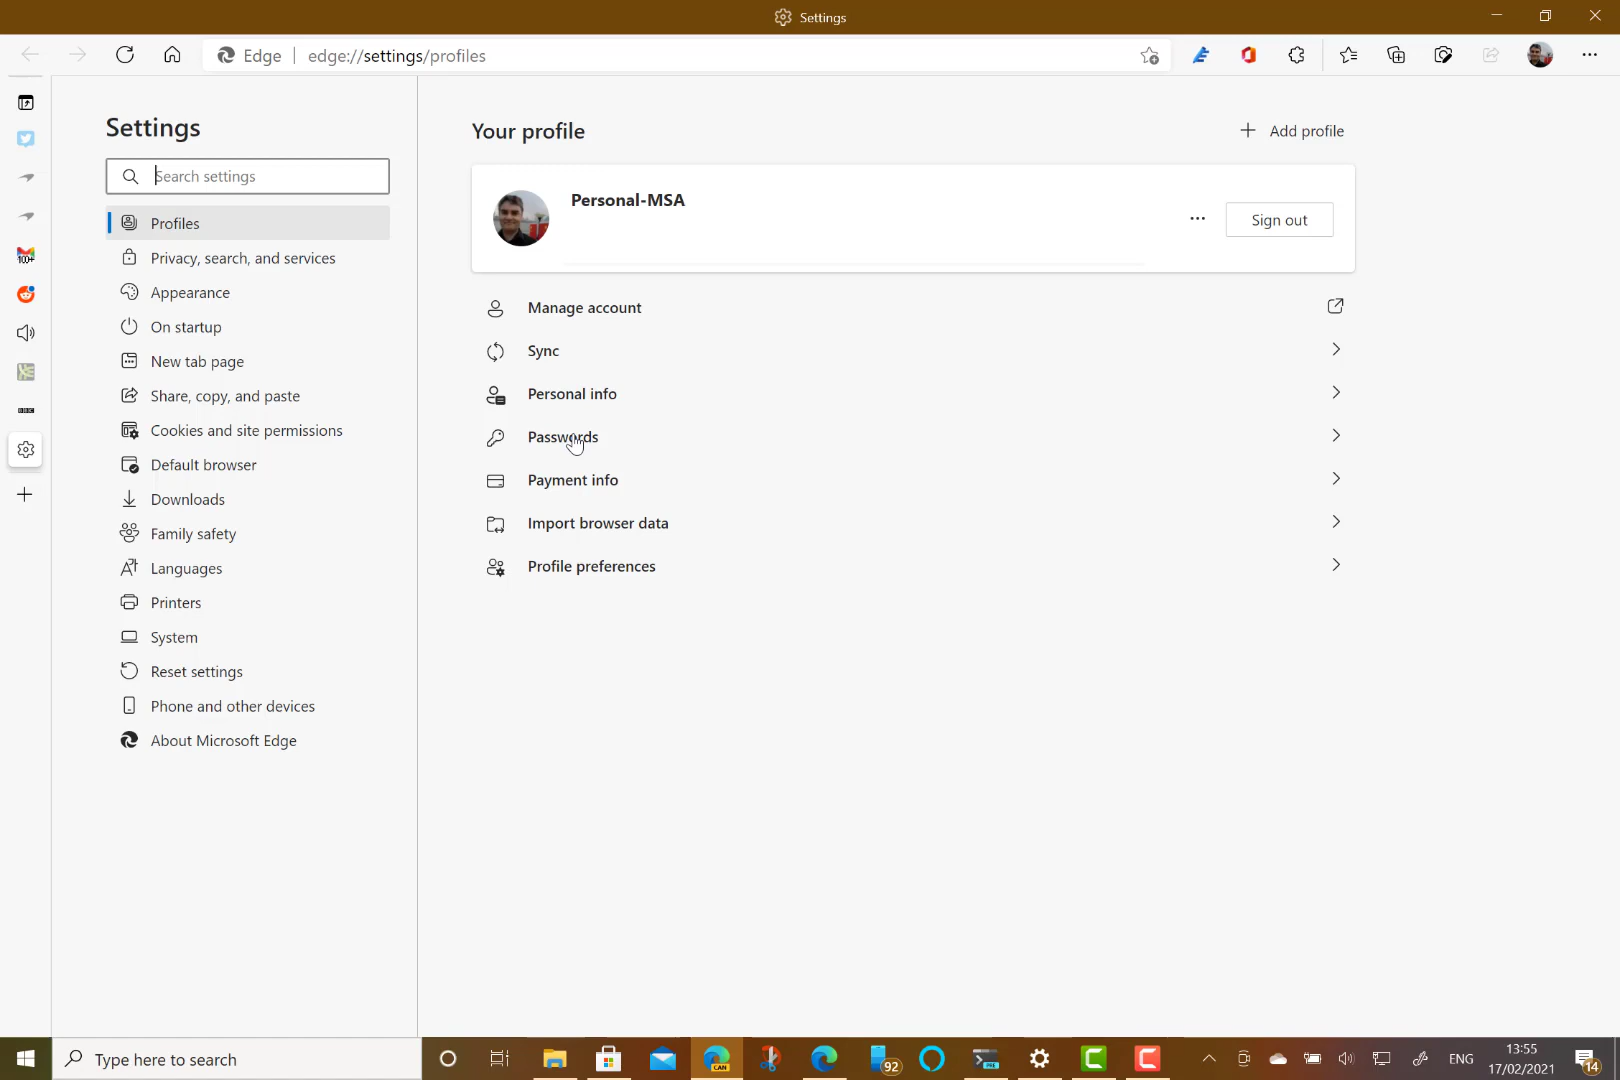 Settings
Edge | edge://settings/profiles
100+
BBC
Settings
Search settings
Profiles
Privacy, search, and services
Appearance
On startup
New tab page
Share, copy, and paste
Cookies and site permissions
Default browser
Downloads
Family safety
Languages
Printers
System
Reset settings
Phone and other devices
About Microsoft Edge
Your profile
Add profile
Personal-MSA
Sign out
Manage account
Sync
Personal info
Passwords
Payment info
Import browser data
Profile preferences
Type here to search
CAN
92
PRE
ENG
13:55
17/02/2021
14